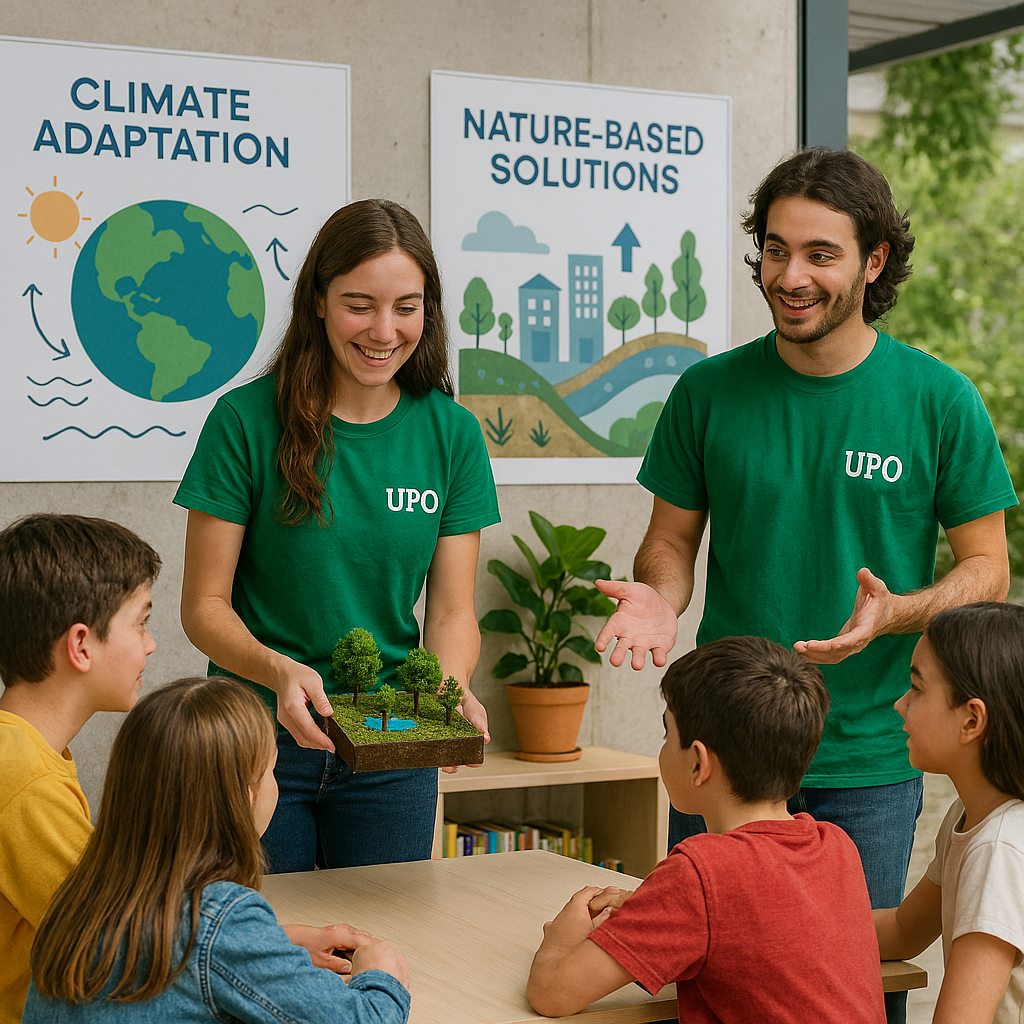 CLIMATE
ADAPTATION
NATURE-BASED
SOLUTIONS
UPO
UPO